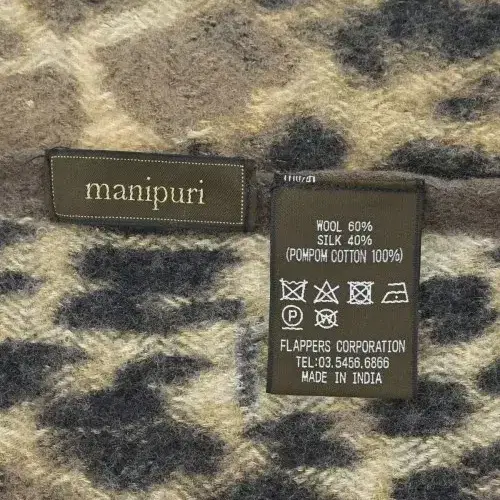 manipuri
WOOL 60%
SILK 40%
(POMPOM COTTON 100%)
P W
FLAPPERS CORPORATION
TEL:03.5456.6866
MADE IN INDIA